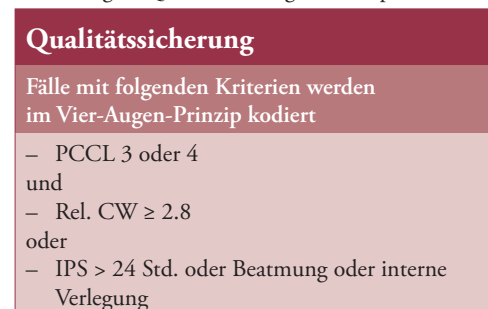 Qualitätssicherung
Fälle mit folgenden Kriterien werden
im Vier-Augen-Prinzip kodiert
– PCCL 3 oder 4
und
– Rel. CW ≥ 2.8
oder
– IPS > 24 Std. oder Beatmung oder interne
Verlegung